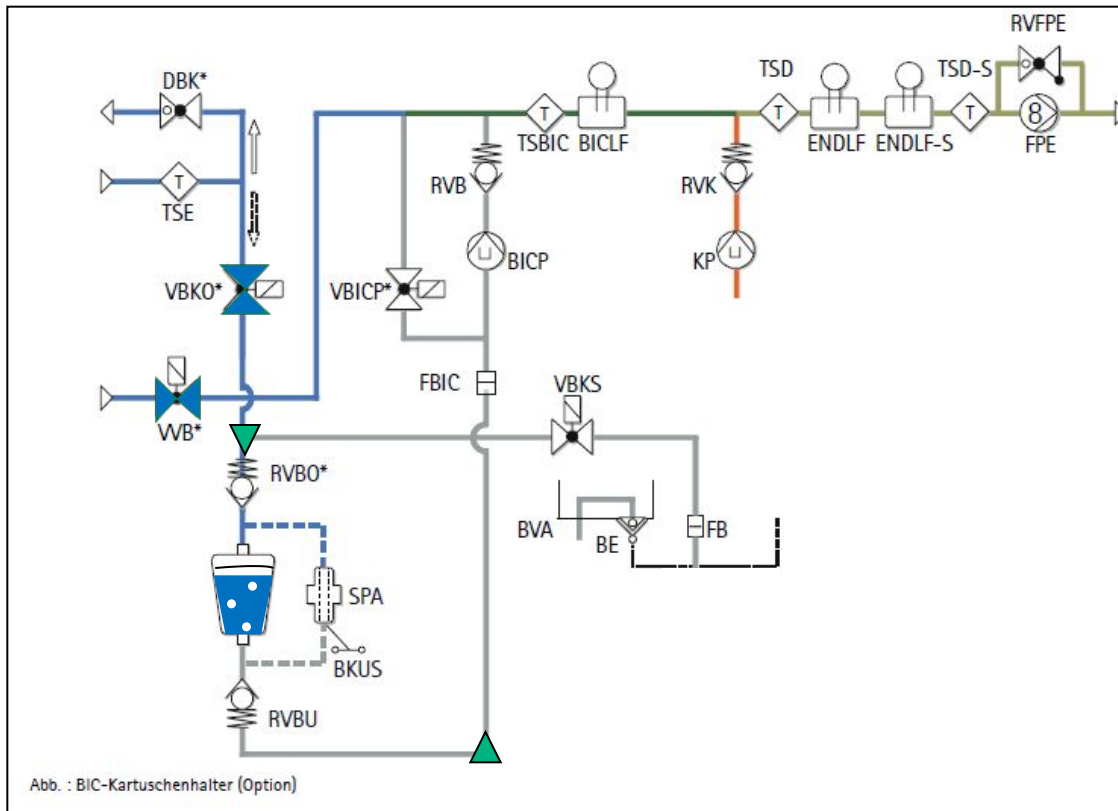 RVFPE
DBK*
TSD
TSD-S
T
T
T
8
TSBIC
BICLF
ENDLF
ENDLF-S
FPE
T
TSE
RVB
RVK
BICP
KP
VBKO*
VBICP*
FBIC
VBKS
VVB*
RVBO*
BVA
BE
FB
SPA
BKUS
RVBU
Abb. : BIC-Kartuschenhalter (Option)